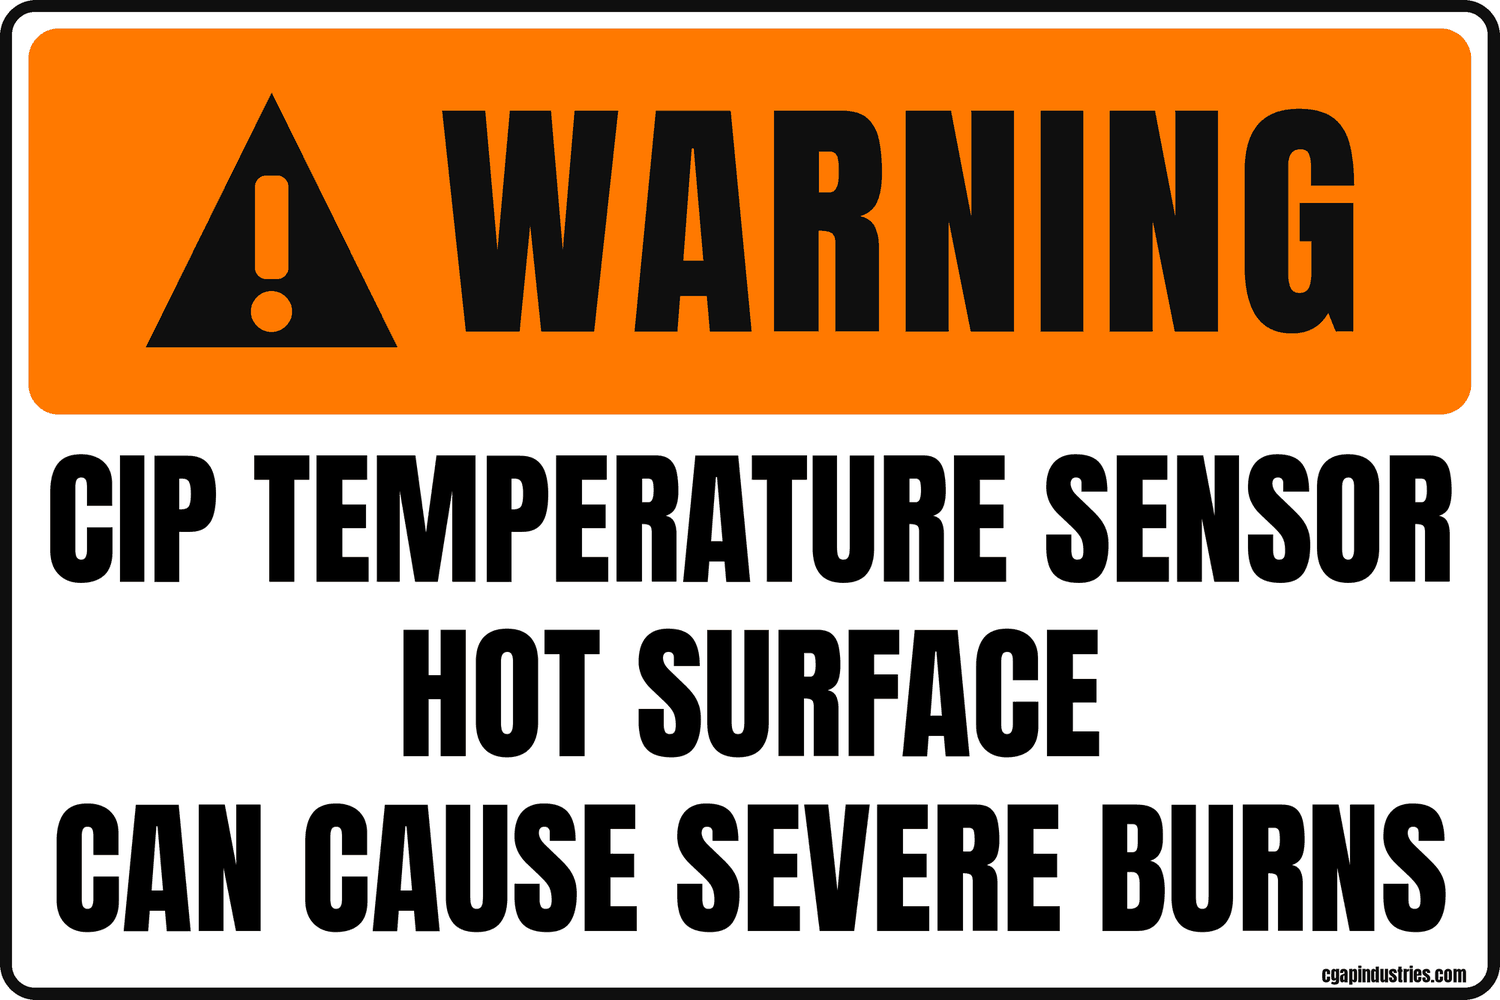 WARNING
CIP TEMPERATURE SENSOR
HOT SURFACE
CAN CAUSE SEVERE BURNS
cgapindustries.com